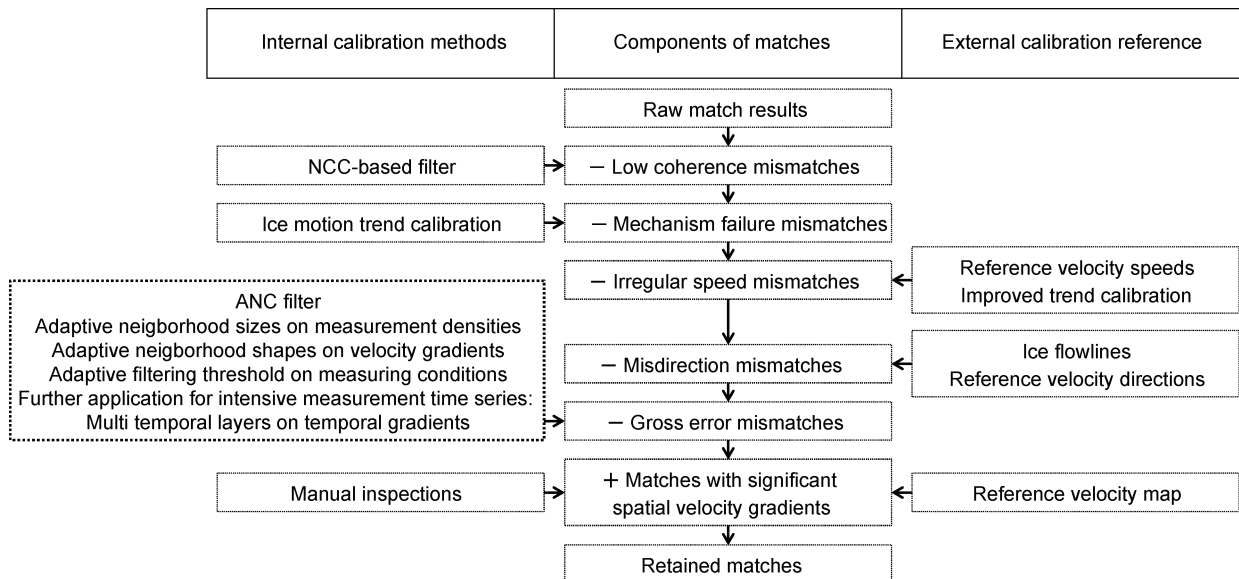 Internal calibration methods
Components of matches
External calibration reference
Raw match results
NCC-based filter
− Low coherence mismatches
Ice motion trend calibration
− Mechanism failure mismatches
− Irregular speed mismatches
Reference velocity speeds
Improved trend calibration
ANC filter
Adaptive neigborhood sizes on measurement densities
Adaptive neigborhood shapes on velocity gradients
Adaptive filtering threshold on measuring conditions
Further application for intensive measurement time series:
Multi temporal layers on temporal gradients
− Misdirection mismatches
Ice flowlines
Reference velocity directions
− Gross error mismatches
Manual inspections
+ Matches with significant
spatial velocity gradients
Reference velocity map
Retained matches